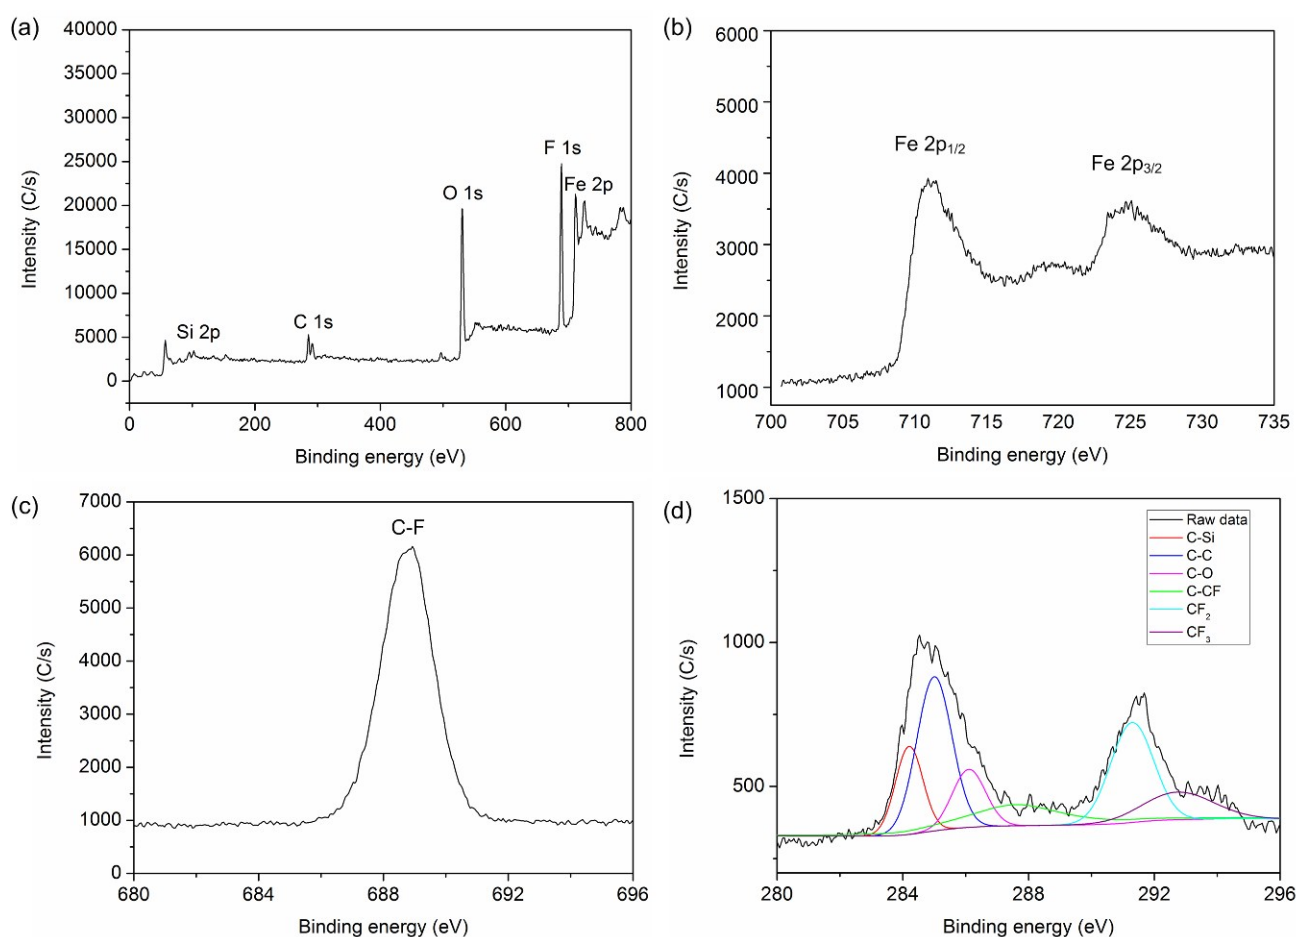 (a)
40000
35000
30000
25000
20000
15000
10000
5000
0
Intensity (C/s)
Si 2p
C 1s
O 1s
F 1s
Fe 2p
0 200 400 600 800
Binding energy (eV)
(b)
6000
5000
4000
3000
2000
1000
Intensity (C/s)
Fe 2p1/2
Fe 2p3/2
700 705 710 715 720 725 730 735
Binding energy (eV)
(c)
7000
6000
5000
4000
3000
2000
1000
0
Intensity (C/s)
C-F
680 684 688 692 696
Binding energy (eV)
(d)
1500
1000
500
Intensity (C/s)
Raw data
C-Si
C-C
C-O
C-CF
CF2
CF3
280 284 288 292 296
Binding energy (eV)